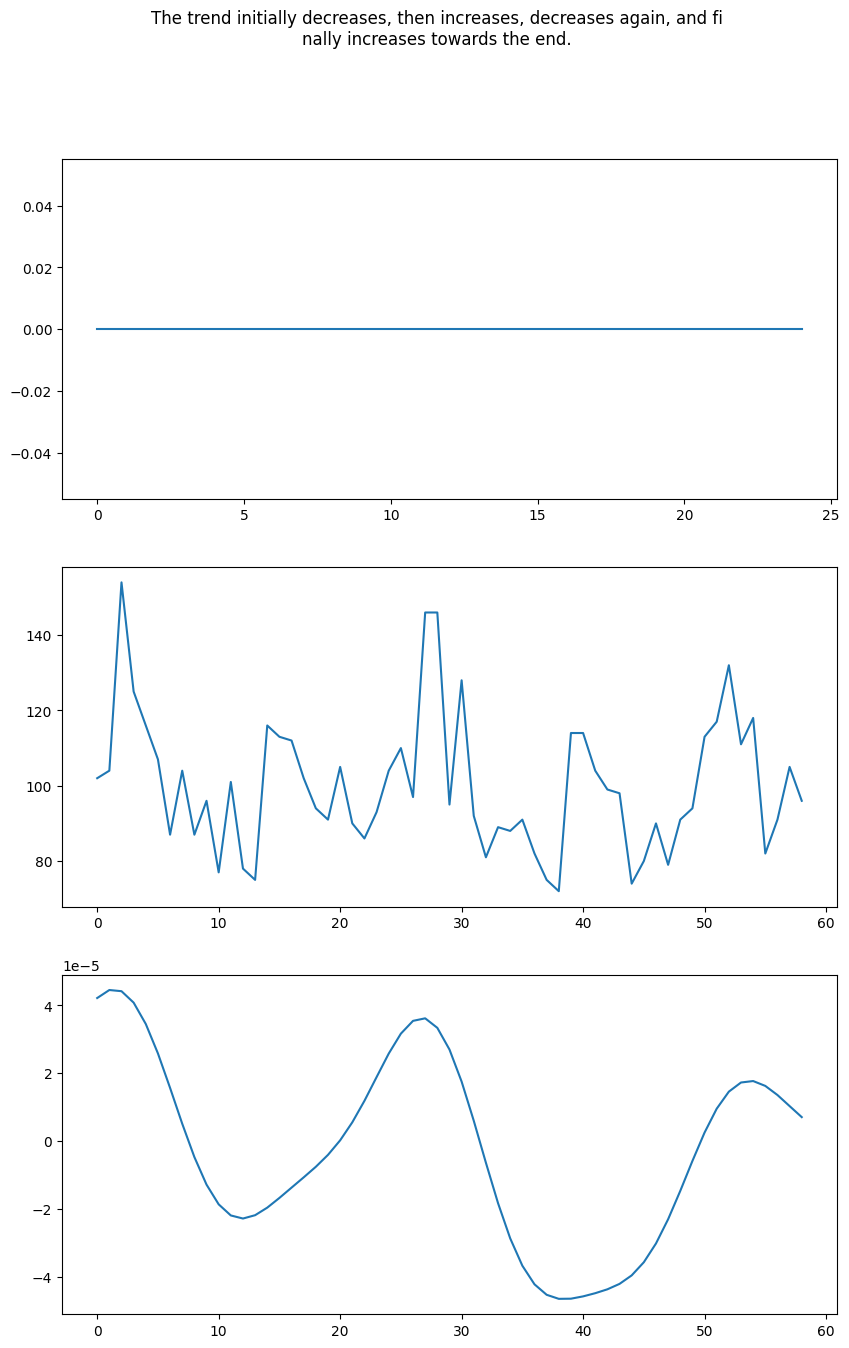 The trend initially decreases, then increases, decreases again, and fi
nally increases towards the end.
0.04
0.02
0.00
−0.02
−0.04
0 5 10 15 20 25
140
120
100
80
0 10 20 30 40 50 60
1e−5
4
2
0
−2
−4
0 10 20 30 40 50 60